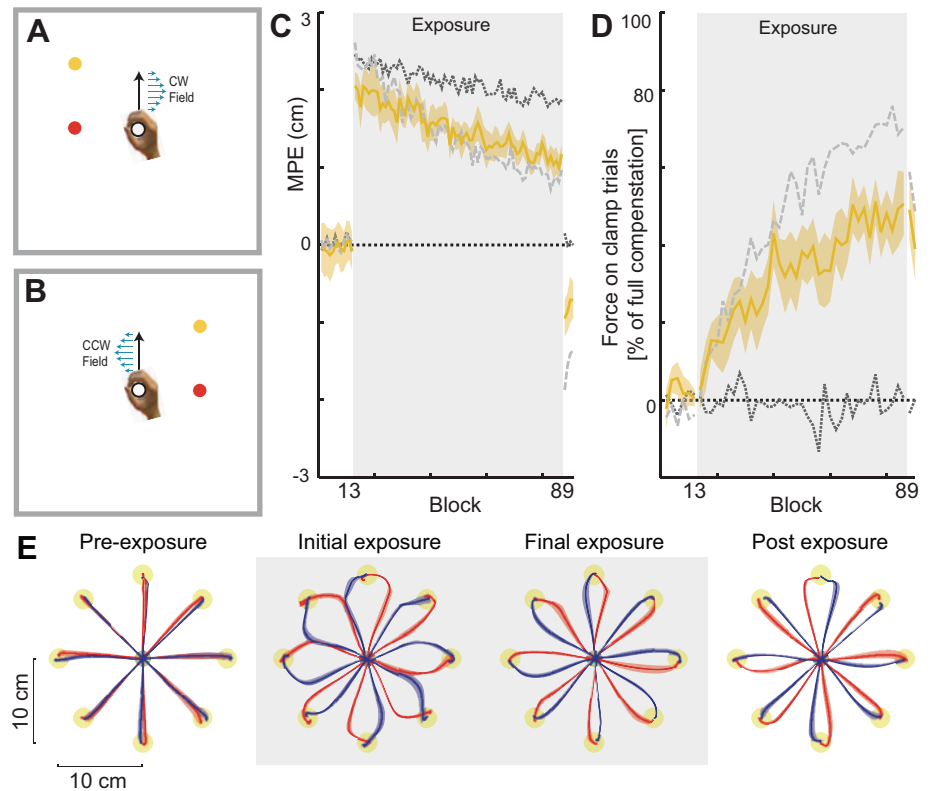 A
CW
Field
B
CCW
Field
C
3
Exposure
MPE (cm)
0
-3
13
89
Block
D
100
Exposure
80
Force on clamp trials
[% of full compenstation]
0
13
89
Block
E
Pre-exposure
Initial exposure
Final exposure
Post exposure
10 cm
10 cm